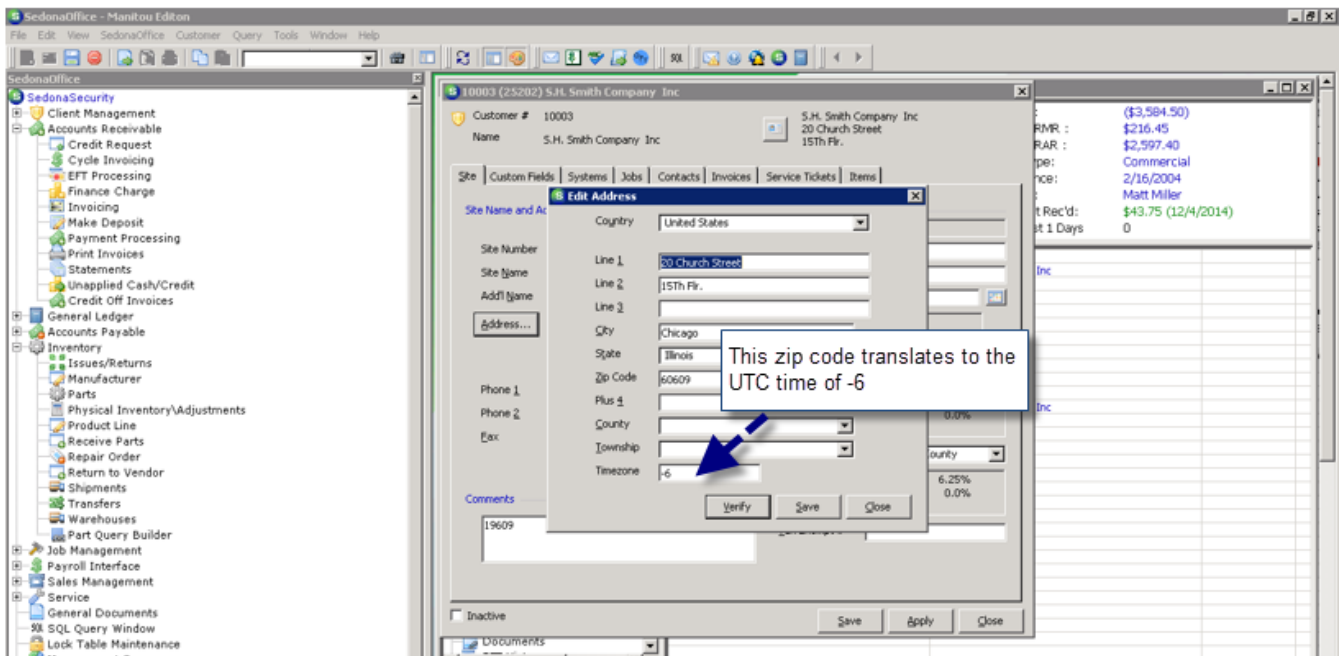 SedonaOffice - Manitou Editon
File Edit View SedonaOffice Customer Query Tools Window Help
SQL
SedonaOffice
SedonaSecurity
Client Management
Accounts Receivable
Credit Request
Cycle Invoicing
EFT Processing
Finance Charge
Invoicing
Make Deposit
Payment Processing
Print Invoices
Statements
Unapplied Cash/Credit
Credit Off Invoices
General Ledger
Accounts Payable
Inventory
Issues/Returns
Manufacturer
Parts
Physical Inventory\Adjustments
Product Line
Receive Parts
Repair Order
Return to Vendor
Shipments
Transfers
Warehouses
Part Query Builder
Job Management
Payroll Interface
Sales Management
Service
General Documents
SQL Query Window
Lock Table Maintenance
10003 (25202) S.H. Smith Company Inc
Customer # 10003
Name S.H. Smith Company Inc
S.H. Smith Company Inc
20 Church Street
15Th Flr.
Site Custom Fields Systems Jobs Contacts Invoices Service Tickets Items
Site Name and
Site Number
Site Name
Add'l Name
Address...
Phone 1
Phone 2
Fax
Comments
19609
Inactive
Save Apply Close
Documents
Edit Address
Country United States
Line 1 20 Church Street
Line 2 15Th Flr.
Line 3
City Chicago
State Illinois
Zip Code 60609
Plus 4
County
Township
Timezone -6
Verify Save Close
This zip code translates to the
UTC time of -6
0.0%
ounty
6.25%
0.0%
($3,584.50)
RMR : $216.45
RAR : $2,597.40
pe: Commercial
nce: 2/16/2004
Matt Miller
t Rec'd: $43.75 (12/4/2014)
st 1 Days 0
Inc
Inc